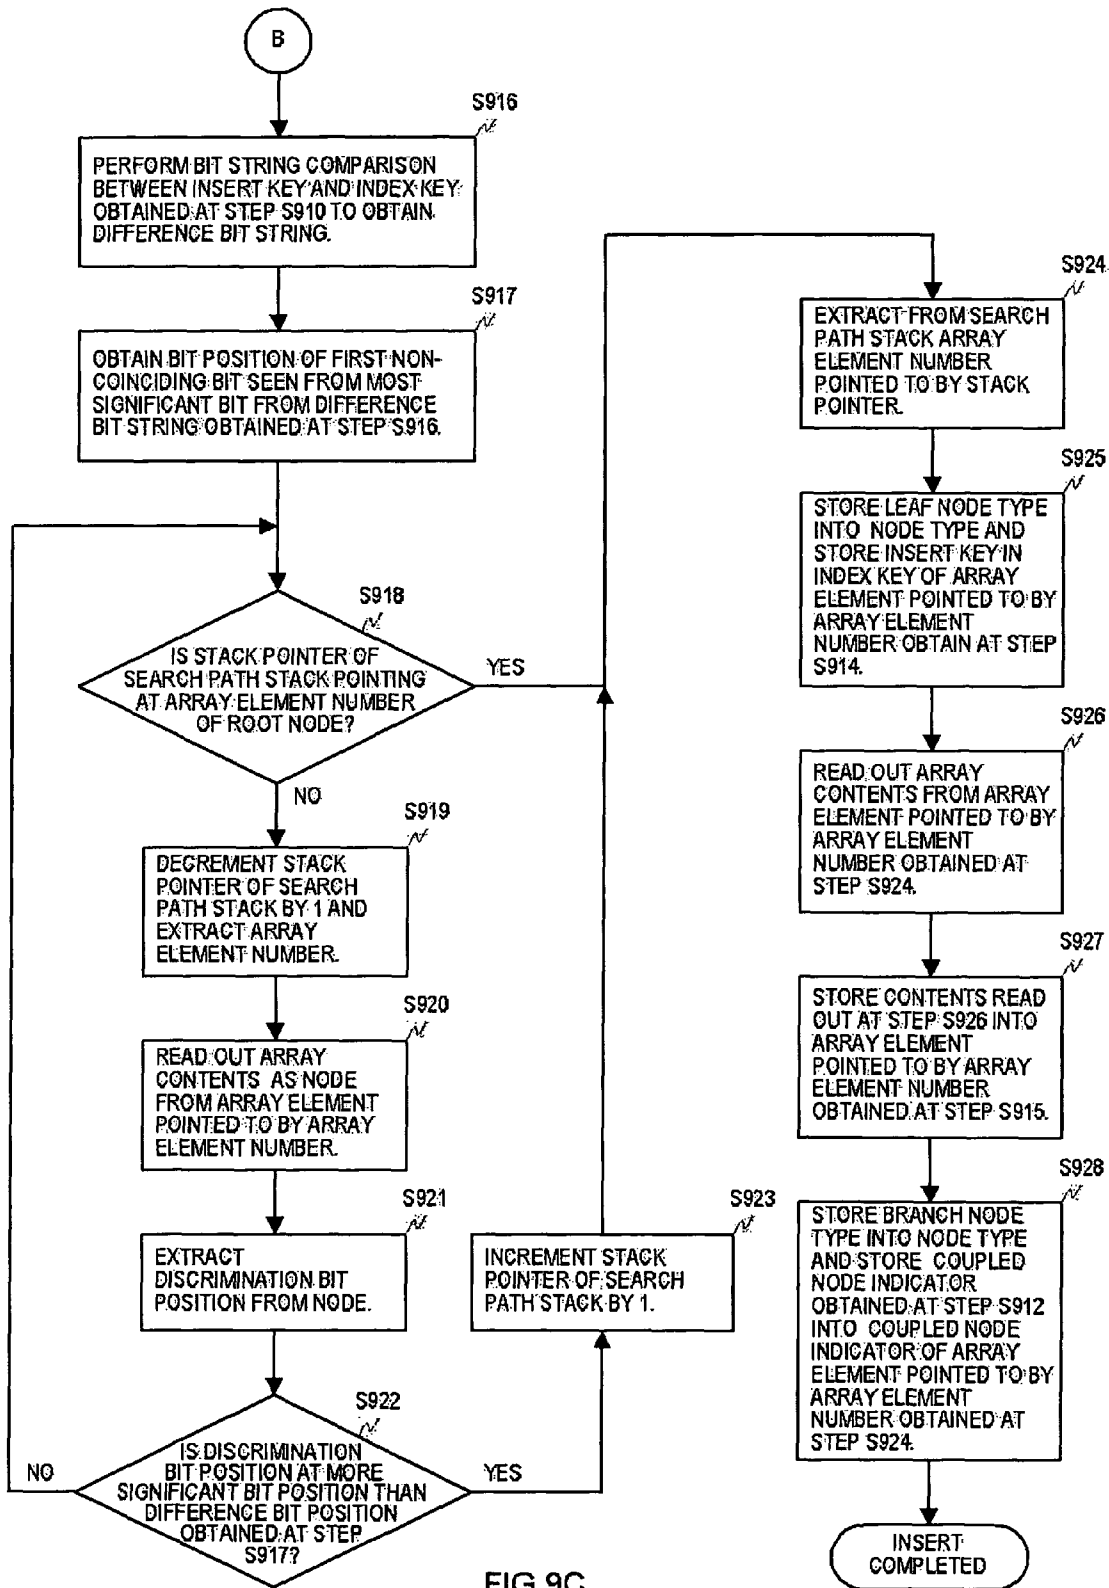 B
S916
PERFORM BIT STRING COMPARISON
BETWEEN INSERT KEY AND INDEX KEY
OBTAINED AT STEP S910 TO OBTAIN
DIFFERENCE BIT STRING.
S917
OBTAIN BIT POSITION OF FIRST NON-
COINCIDING BIT SEEN FROM MOST
SIGNIFICANT BIT FROM DIFFERENCE
BIT STRING OBTAINED AT STEP S916.
S918
IS STACK POINTER OF
SEARCH PATH STACK POINTING
AT ARRAY ELEMENT NUMBER
OF ROOT NODE?
YES
NO
S919
DECREMENT STACK
POINTER OF SEARCH
PATH STACK BY 1 AND
EXTRACT ARRAY
ELEMENT NUMBER.
S920
READ OUT ARRAY
CONTENTS AS NODE
FROM ARRAY ELEMENT
POINTED TO BY ARRAY
ELEMENT NUMBER.
S921
EXTRACT
DISCRIMINATION BIT
POSITION FROM NODE.
S922
IS DISCRIMINATION
BIT POSITION AT MORE
SIGNIFICANT BIT POSITION THAN
DIFFERENCE BIT POSITION
OBTAINED AT STEP
S917?
NO
YES
S923
INCREMENT STACK
POINTER OF SEARCH
PATH STACK BY 1.
S924
EXTRACT FROM SEARCH
PATH STACK ARRAY
ELEMENT NUMBER
POINTED TO BY STACK
POINTER.
S925
STORE LEAF NODE TYPE
INTO NODE TYPE AND
STORE INSERT KEY IN
INDEX KEY OF ARRAY
ELEMENT POINTED TO BY
ARRAY ELEMENT
NUMBER OBTAIN AT STEP
S914.
S926
READ OUT ARRAY
CONTENTS FROM ARRAY
ELEMENT POINTED TO BY
ARRAY ELEMENT
NUMBER OBTAINED AT
STEP S924.
S927
STORE CONTENTS READ
OUT AT STEP S926 INTO
ARRAY ELEMENT
POINTED TO BY ARRAY
ELEMENT NUMBER
OBTAINED AT STEP S915.
S928
STORE BRANCH NODE
TYPE INTO NODE TYPE
AND STORE COUPLED
NODE INDICATOR
OBTAINED AT STEP S912
INTO COUPLED NODE
INDICATOR OF ARRAY
ELEMENT POINTED TO BY
ARRAY ELEMENT
NUMBER OBTAINED AT
STEP S924.
INSERT
COMPLETED
FIG.9C